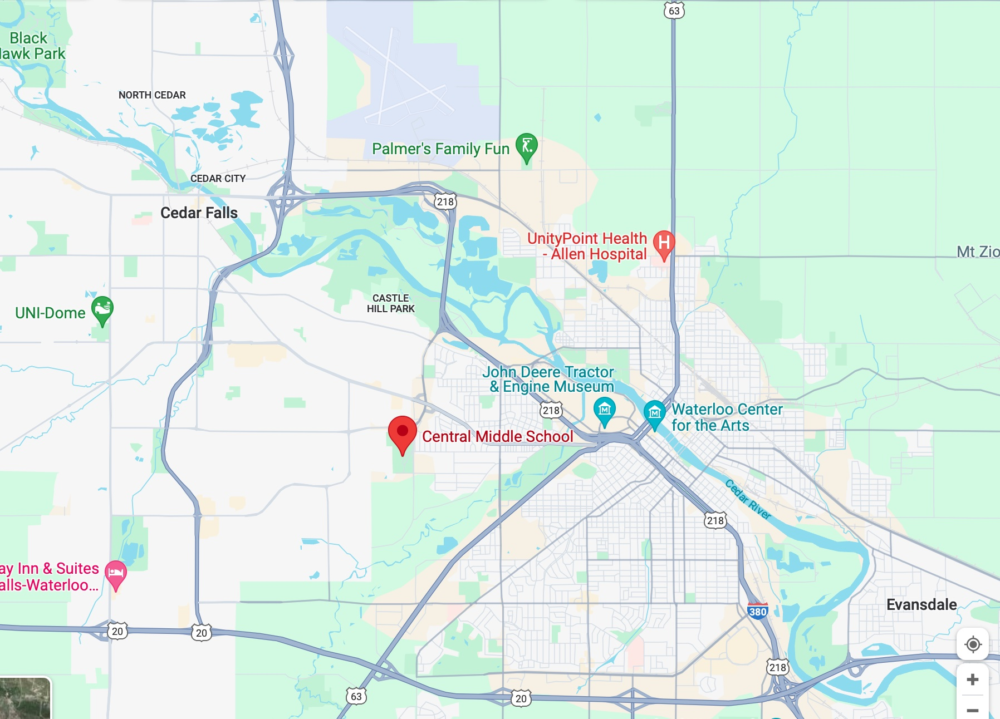 63
Black
Hawk Park
NORTH CEDAR
Palmer's Family Fun
CEDAR CITY
218
Cedar Falls
UnityPoint Health
- Allen Hospital
Mt Zio
CASTLE
HILL PARK
UNI-Dome
John Deere Tractor
& Engine Museum
218
Waterloo Center
for the Arts
Central Middle School
Cedar River
218
ay Inn & Suites
alls-Waterloo...
Evansdale
380
20
20
218
63
20